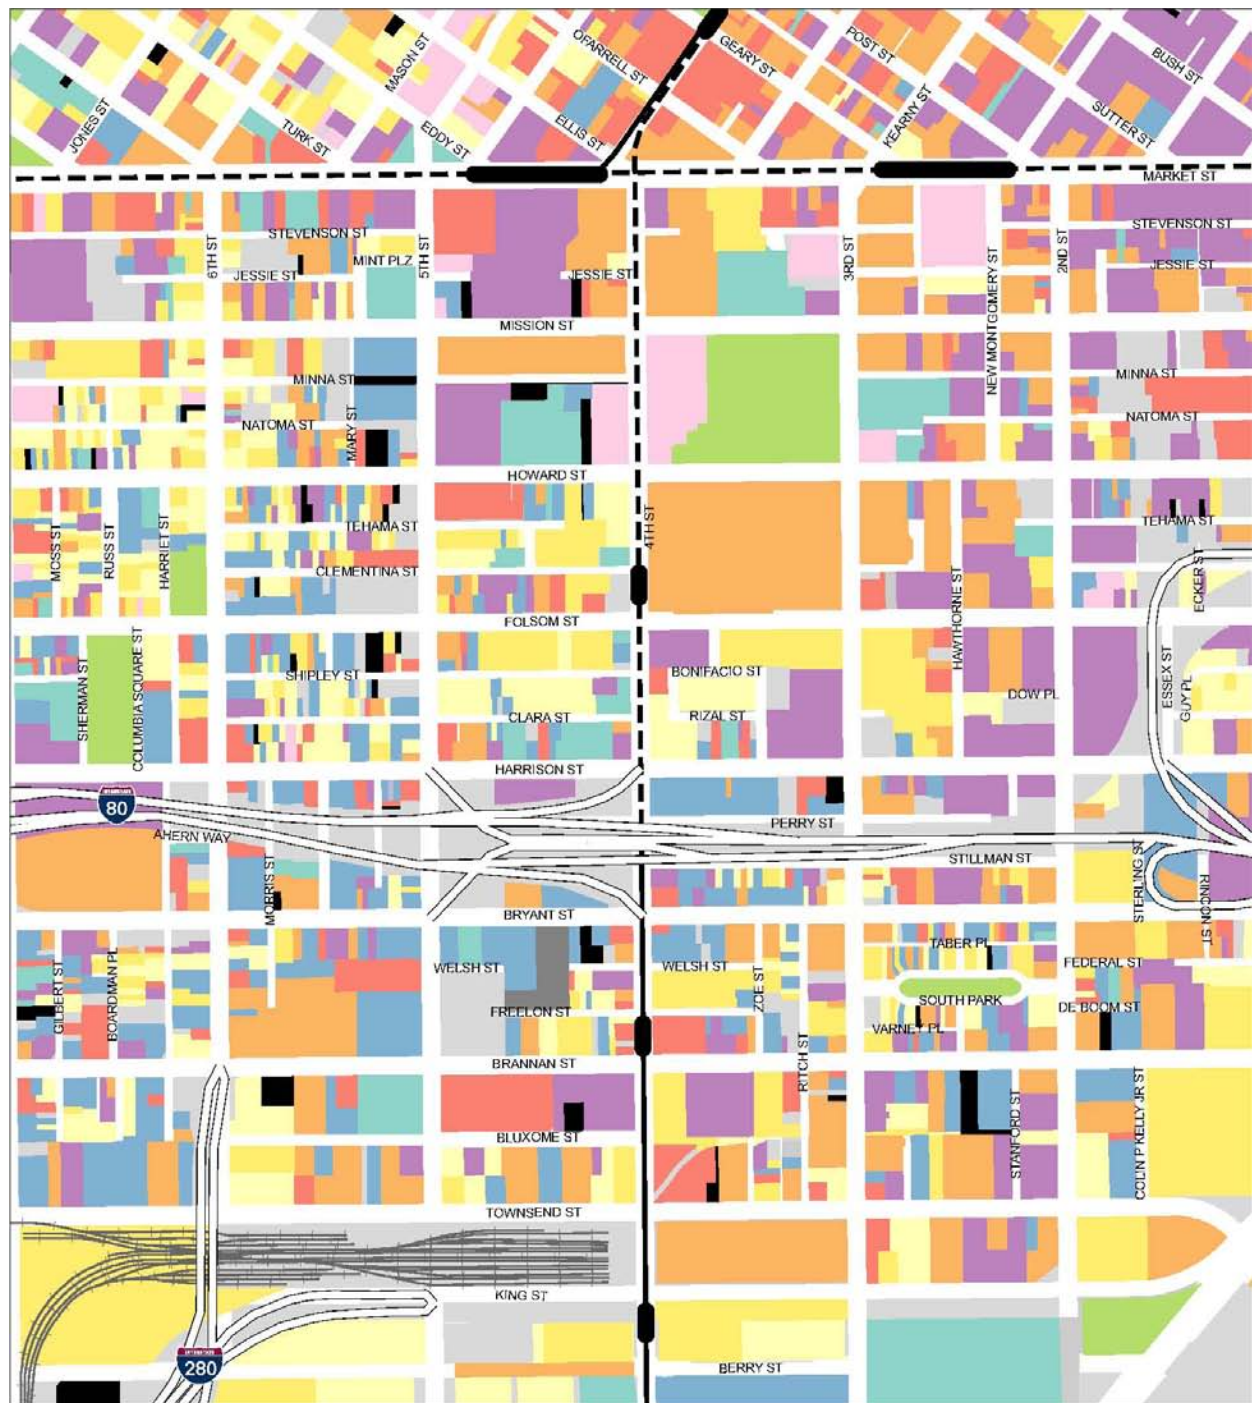 OFARRELL ST
GEARY ST
POST ST
BUSH ST
MASON ST
JONES ST
TURK ST
EDDY ST
ELLIS ST
KEARNY ST
SUTTER ST
MARKET ST
STEVENSON ST
STEVENSON ST
6TH ST
MINT PLZ
JESSIE ST
5TH ST
JESSIE ST
3RD ST
2ND ST
JESSIE ST
MISSION ST
NEW MONTGOMERY ST
MINNA ST
MINNA ST
NATOMA ST
MARY ST
NATOMA ST
HOWARD ST
MOSS ST
RUSS ST
HARRIET ST
TEHAMA ST
4TH ST
TEHAMA ST
CLEMENTINA ST
HAWTHORNE ST
ECKER ST
FOLSOM ST
SHERMAN ST
COLUMBIA SQUARE ST
SHIPLEY ST
BONIFACIO ST
ESSEX ST
GUY PL
DOW PL
CLARA ST
RIZAL ST
HARRISON ST
INTERSTATE
80
AHERN WAY
PERRY ST
STILLMAN ST
MORRIS ST
STERLING ST
RINCON ST
BRYANT ST
GILBERT ST
BOARDMAN PL
WELSH ST
WELSH ST
ZOE ST
TABER PL
FEDERAL ST
SOUTH PARK
DE BOOM ST
FREELON ST
VARNEY PL
RITCH ST
BRANNAN ST
STANFORD ST
COLIN P KELLY JR ST
BLUXOME ST
TOWNSEND ST
KING ST
INTERSTATE
280
BERRY ST